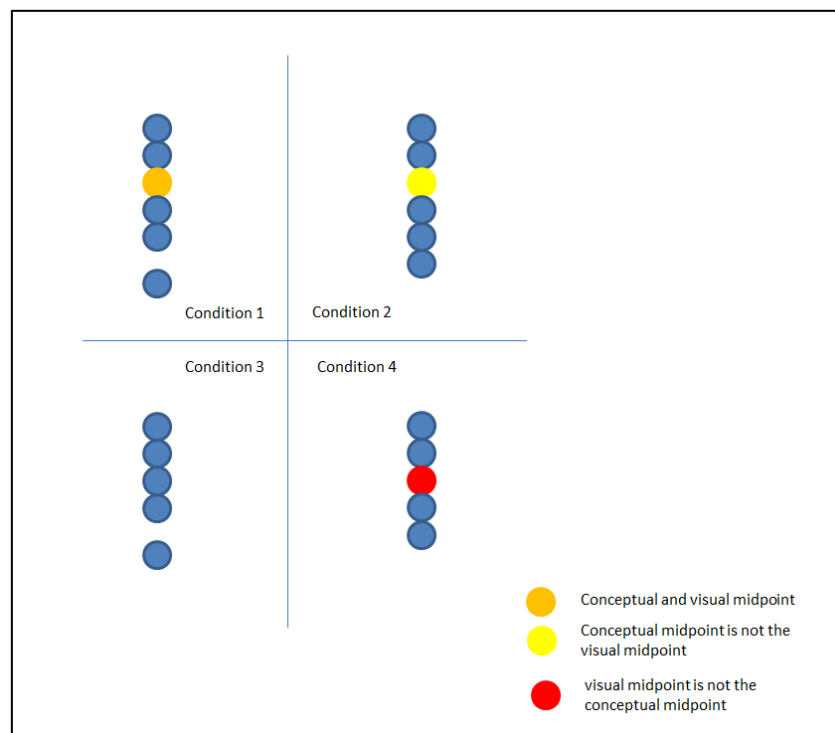 Condition 1
Condition 2
Condition 3
Condition 4
Conceptual and visual midpoint
Conceptual midpoint is not the
visual midpoint
visual midpoint is not the
conceptual midpoint